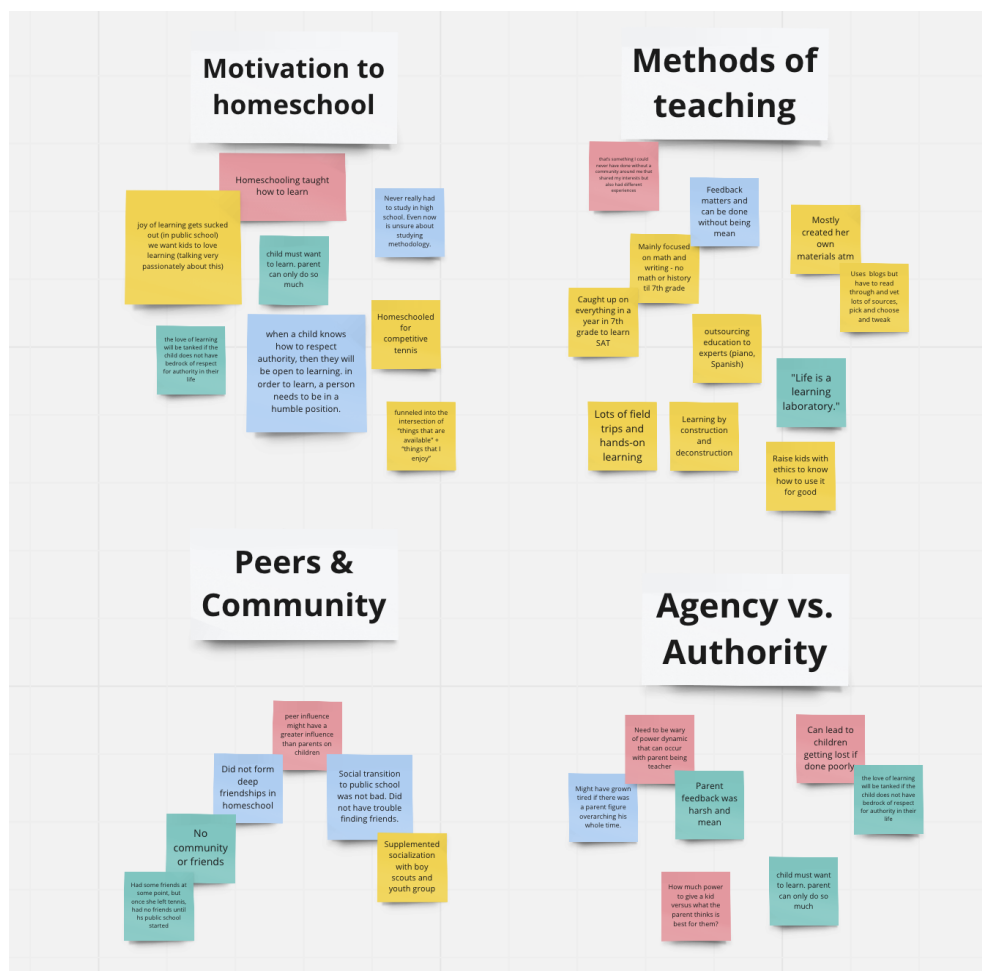 Motivation to
homeschool
Homeschooling taught
how to learn
joy of learning gets sucked
out (in public school)
we want kids to love
learning (talking very
passionately about this)
Never really had
to study in high
school. Even now
is unsure about
studying
methodology.
child must want
to learn. parent
can only do so
much
Homeschooled
for
competitive
tennis
the love of learning
will be tanked if the
child does not have
bedrock of respect
for authority in their
life
when a child knows
how to respect
authority, then they will
be open to learning. in
order to learn, a person
needs to be in a
humble position.
funneled into the
intersection of
"things that are
available" +
"things that I
enjoy"
Methods of
teaching
that's something I could
never have done without a
community around me that
shared my interests but
also had different
experiences
Feedback
matters and
can be done
without being
mean
Mostly
created her
own
materials atm
Mainly focused
on math and
writing - no
math or history
til 7th grade
Uses blogs but
have to read
through and vet
lots of sources,
pick and choose
and tweak
Caught up on
everything in a
year in 7th
grade to learn
SAT
outsourcing
education to
experts (piano,
Spanish)
"Life is a
learning
laboratory."
Lots of field
trips and
hands-on
learning
Learning by
construction
and
deconstruction
Raise kids with
ethics to know
how to use it
for good
Peers &
Community
peer influence
might have a
greater influence
than parents on
children
Did not form
deep
friendships in
homeschool
Social transition
to public school
was not bad. Did
not have trouble
finding friends.
No
community
or friends
Supplemented
socialization
with boy
scouts and
youth group
Had some friends at
some point, but
once she left tennis,
had no friends until
hs public school
started
Agency vs.
Authority
Need to be wary
of power dynamic
that can occur
with parent being
teacher
Can lead to
children
getting lost if
done poorly
Might have grown
tired if there was
a parent figure
overarching his
whole time.
Parent
feedback was
harsh and
mean
the love of learning
will be tanked if the
child does not have
bedrock of respect
for authority in their
life
How much power
to give a kid
versus what the
parent thinks is
best for them?
child must want
to learn. parent
can only do so
much